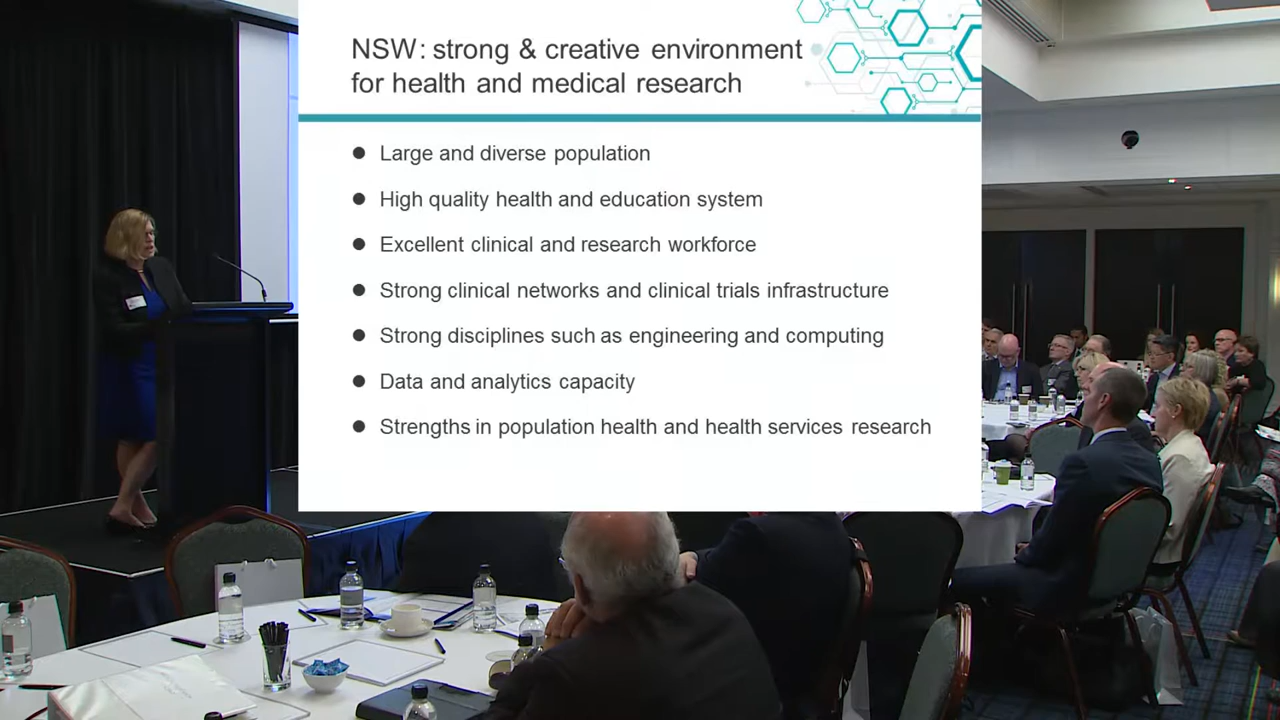 NSW: strong & creative environment
for health and medical research
● Large and diverse population
● High quality health and education system
● Excellent clinical and research workforce
● Strong clinical networks and clinical trials infrastructure
● Strong disciplines such as engineering and computing
● Data and analytics capacity
● Strengths in population health and health services research